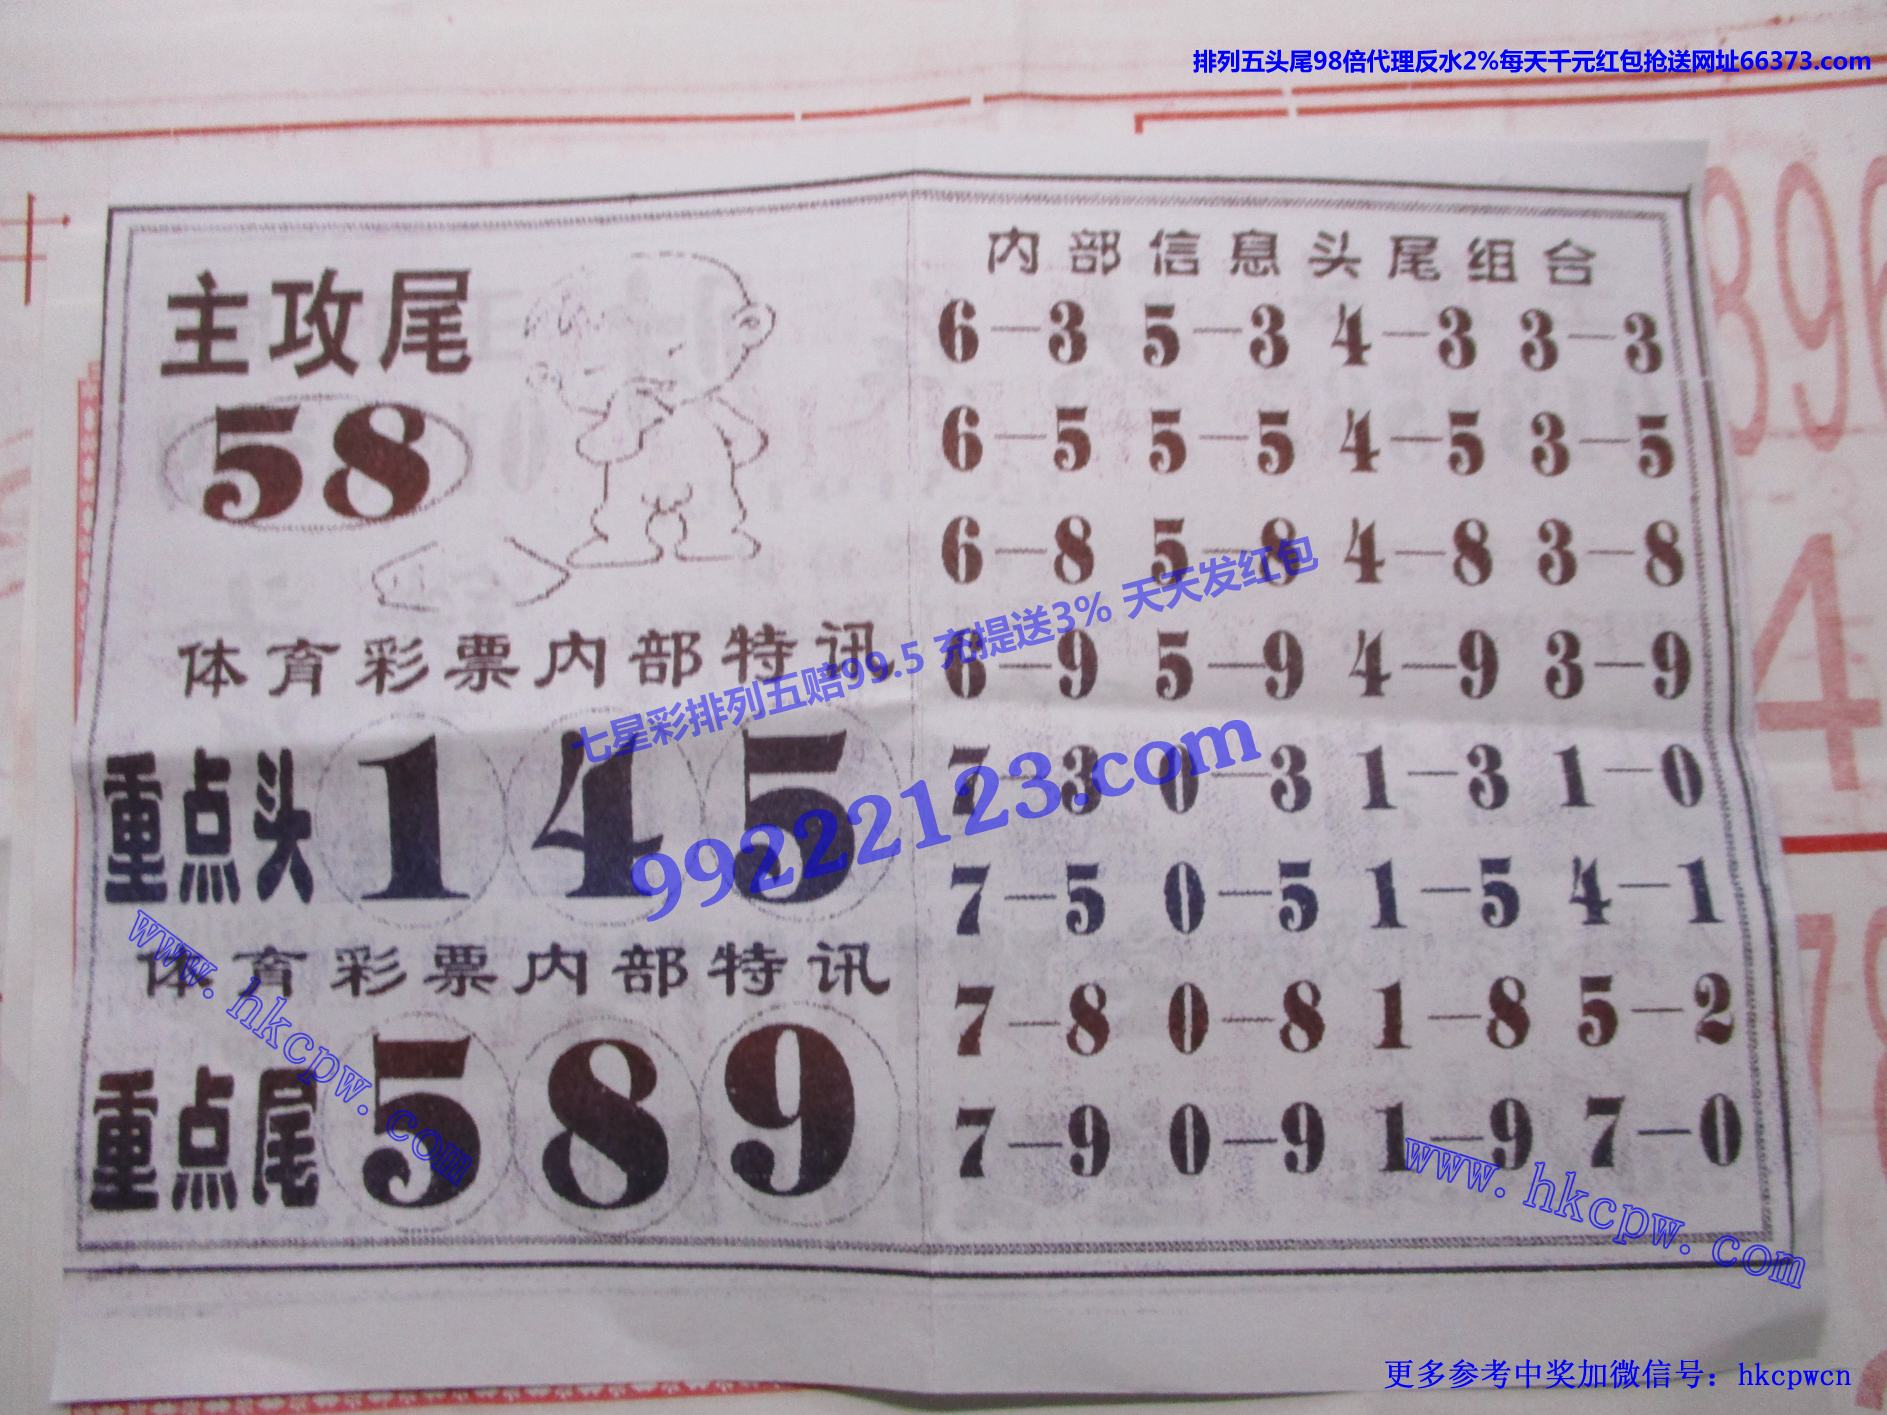 排列五头尾98倍代理反水2%每天千元红包抢送网址66373.com
主攻尾
58
体育彩票内部特讯
重点头 1 4 5
体育彩票内部特讯
重点尾 5 8 9
内部信息头尾组合
6—3 5—3 4—3 3—3
6—5 5—5 4—5 3—5
6—8 5—8 4—8 3—8
6—9 5—9 4—9 3—9
7—3 0—3 1—3 1—0
7—5 0—5 1—5 4—1
7—8 0—8 1—8 5—2
7—9 0—9 1—9 7—0
七星彩排列五赔99.5 充提送3% 天天发红包
99222123.com
www.hkcpw.com
www.hkcpw.com
896
4
78
更多参考中奖加微信号：hkcpwcn